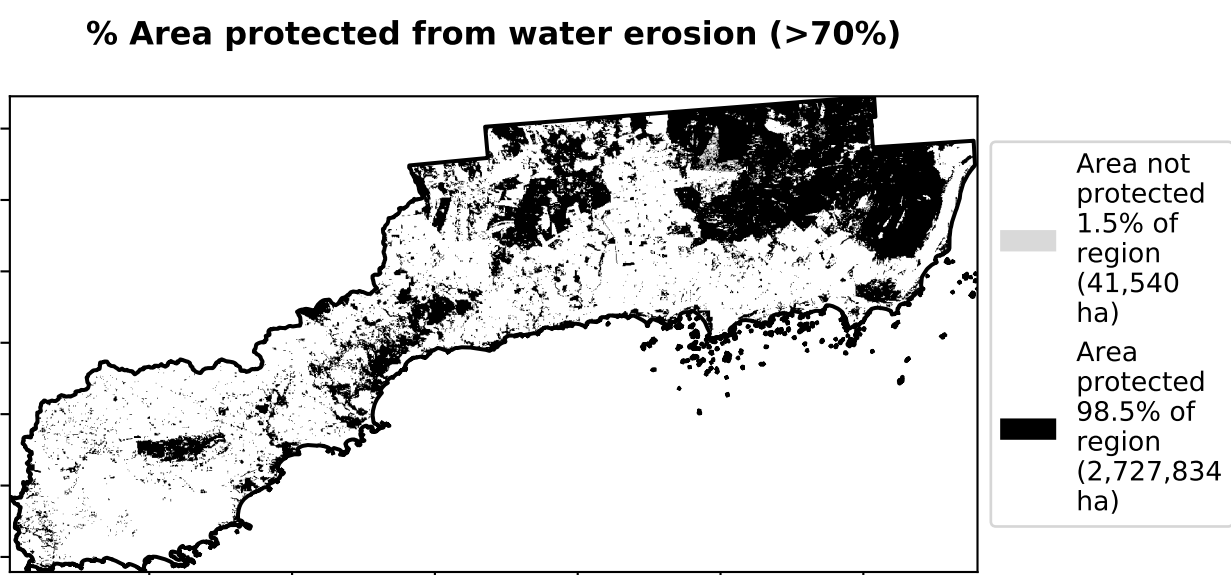 % Area protected from water erosion (>70%)
Area not
protected
1.5% of
region
(41,540
ha)
Area
protected
98.5% of
region
(2,727,834
ha)